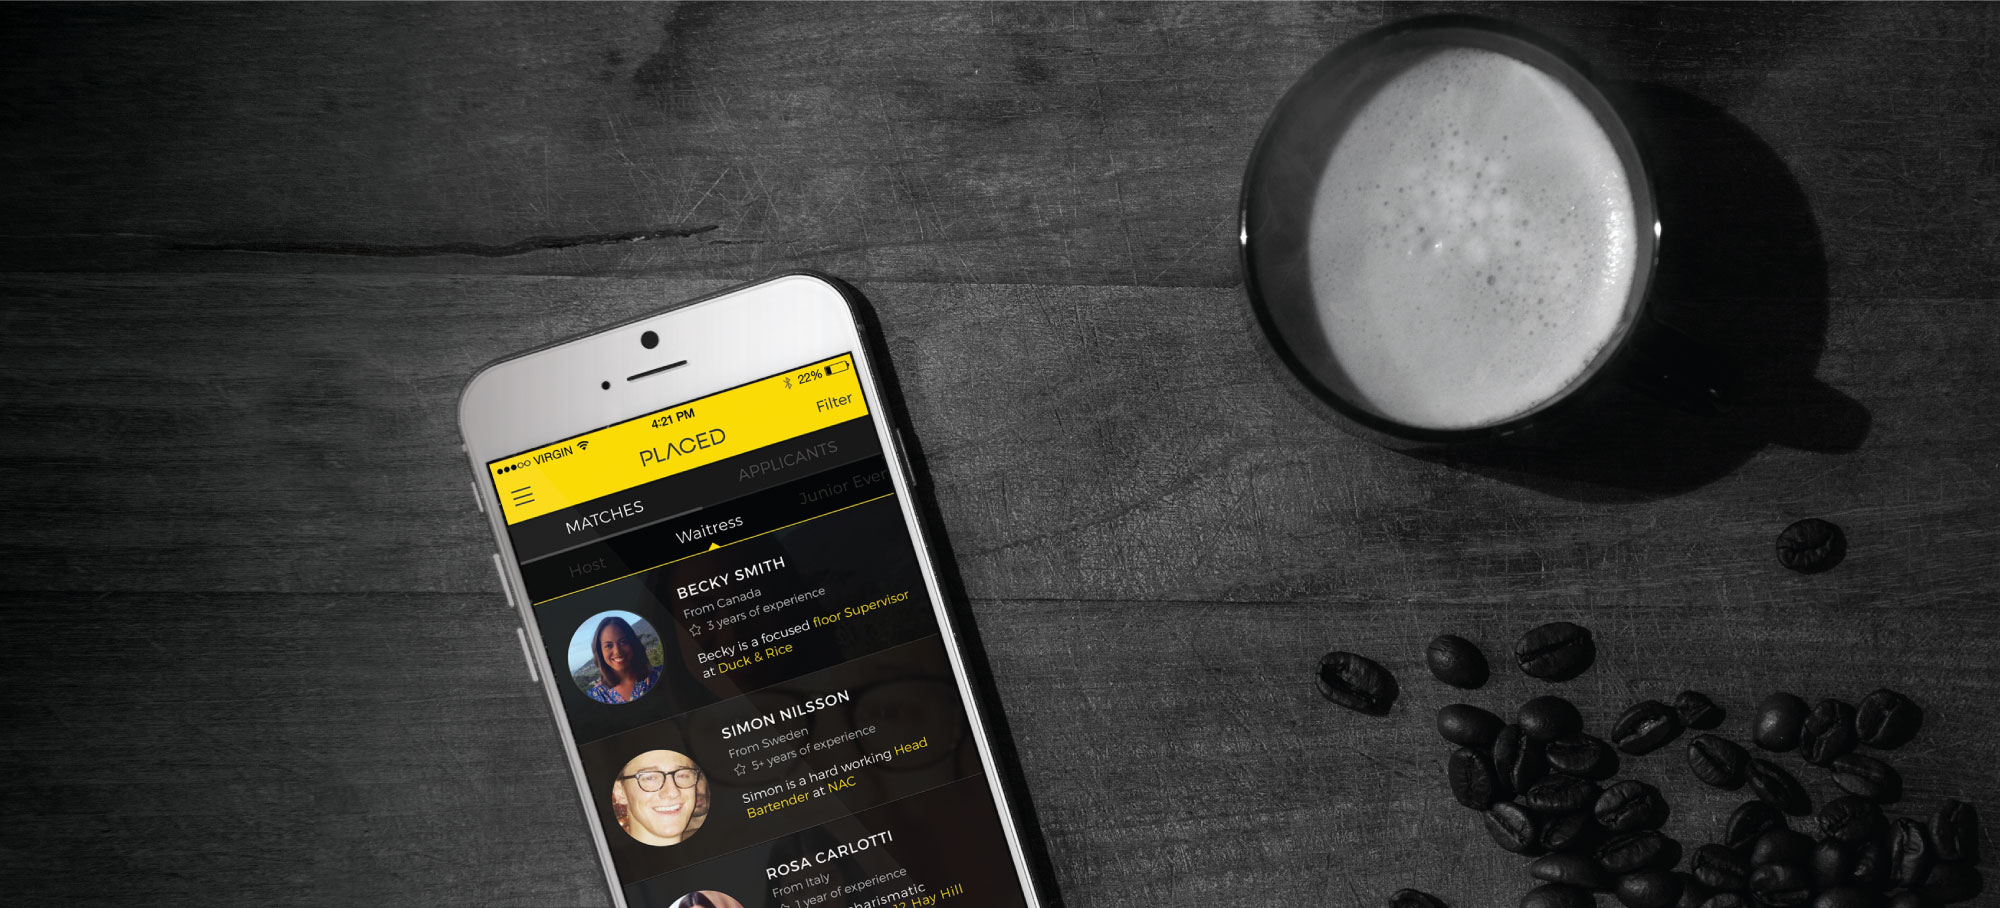 VIRGIN
4:21 PM
22%
PLACED
Filter
MATCHES
APPLICANTS
Host
Waitress
Junior Even
BECKY SMITH
From Canada
3 years of experience
Becky is a focused floor Supervisor
at Duck & Rice
SIMON NILSSON
From Sweden
5+ years of experience
Simon is a hard working Head
Bartender at NAC
ROSA CARLOTTI
From Italy
1 year of experience
harismatic
12 Hay Hill